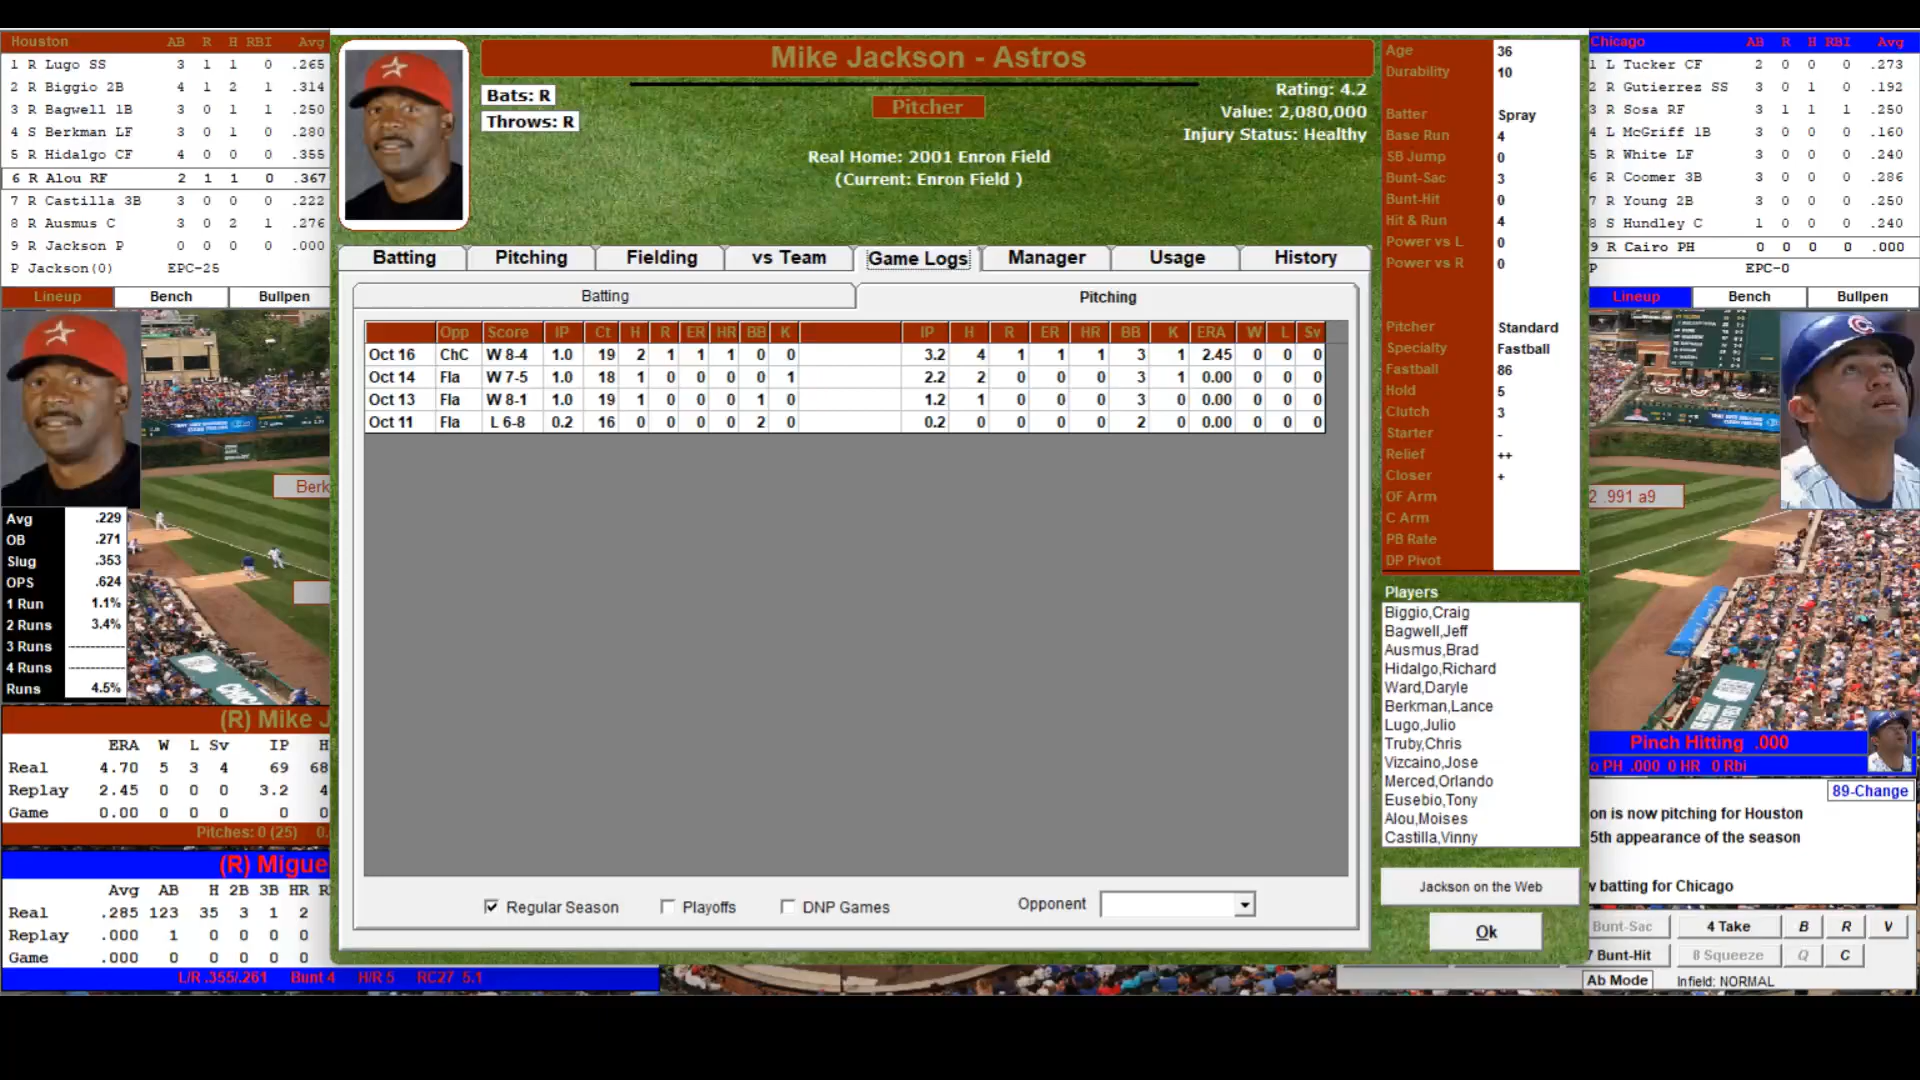 Houston AB R H RBI Avg
1 R Lugo SS 3 1 1 0 .265
2 R Biggio 2B 4 1 2 1 .314
3 R Bagwell 1B 3 0 1 1 .250
4 S Berkman LF 3 0 1 0 .280
5 R Hidalgo CF 4 0 0 0 .355
6 R Alou RF 2 1 1 0 .367
7 R Castilla 3B 3 0 0 0 .222
8 R Ausmus C 3 0 2 1 .276
9 R Jackson P 0 0 0 0 .000
P Jackson(0) EPC-25
Lineup Bench Bullpen
Berk
Avg .229
OB .271
Slug .353
OPS .624
1 Run 1.1%
2 Runs 3.4%
3 Runs -----------
4 Runs -----------
Runs 4.5%
(R) Mike J
ERA W L Sv IP H
Real 4.70 5 3 4 69 68
Replay 2.45 0 0 0 3.2 4
Game 0.00 0 0 0 0 0
Pitches: 0 (25) 0.
(R) Migue
Avg AB H 2B 3B HR R
Real .285 123 35 3 1 2
Replay .000 1 0 0 0 0
Game .000 0 0 0 0 0
L/R .355/.261 Bunt 4 H/R 5 RC27 5.1
Mike Jackson - Astros
Bats: R
Throws: R
Pitcher
Rating: 4.2
Value: 2,080,000
Injury Status: Healthy
Real Home: 2001 Enron Field
(Current: Enron Field )
Batting Pitching Fielding vs Team Game Logs Manager Usage History
Batting Pitching
Opp Score IP Ct H R ER HR BB K IP H R ER HR BB K ERA W L Sv
Oct 16 ChC W 8-4 1.0 19 2 1 1 1 0 0 3.2 4 1 1 1 3 1 2.45 0 0 0
Oct 14 Fla W 7-5 1.0 18 1 0 0 0 0 1 2.2 2 0 0 0 3 1 0.00 0 0 0
Oct 13 Fla W 8-1 1.0 19 1 0 0 0 1 0 1.2 1 0 0 0 3 0 0.00 0 0 0
Oct 11 Fla L 6-8 0.2 16 0 0 0 0 2 0 0.2 0 0 0 0 2 0 0.00 0 0 0
Regular Season Playoffs DNP Games Opponent
Age 36
Durability 10
Batter Spray
Base Run 4
SB Jump 0
Bunt-Sac 3
Bunt-Hit 0
Hit & Run 4
Power vs L 0
Power vs R 0
Pitcher Standard
Specialty Fastball
Fastball 86
Hold 5
Clutch 3
Starter -
Relief ++
Closer +
OF Arm
C Arm
PB Rate
DP Pivot
Players
Biggio,Craig
Bagwell,Jeff
Ausmus,Brad
Hidalgo,Richard
Ward,Daryle
Berkman,Lance
Lugo,Julio
Truby,Chris
Vizcaino,Jose
Merced,Orlando
Eusebio,Tony
Alou,Moises
Castilla,Vinny
Jackson on the Web
Ok
Chicago AB R H RBI Avg
1 L Tucker CF 2 0 0 0 .273
2 R Gutierrez SS 3 0 1 0 .192
3 R Sosa RF 3 1 1 1 .250
4 L McGriff 1B 3 0 0 0 .160
5 R White LF 3 0 0 0 .240
6 R Coomer 3B 3 0 0 0 .286
7 R Young 2B 3 0 0 0 .250
8 S Hundley C 1 0 0 0 .240
9 R Cairo PH 0 0 0 0 .000
P EPC-0
Lineup Bench Bullpen
2 .991 a9
CHIC
Pinch Hitting .000
o PH .000 0 HR 0 Rbi
89-Change
on is now pitching for Houston
5th appearance of the season
w batting for Chicago
Bunt-Sac 4 Take B R V
7 Bunt-Hit 8 Squeeze Q C
Ab Mode Infield: NORMAL